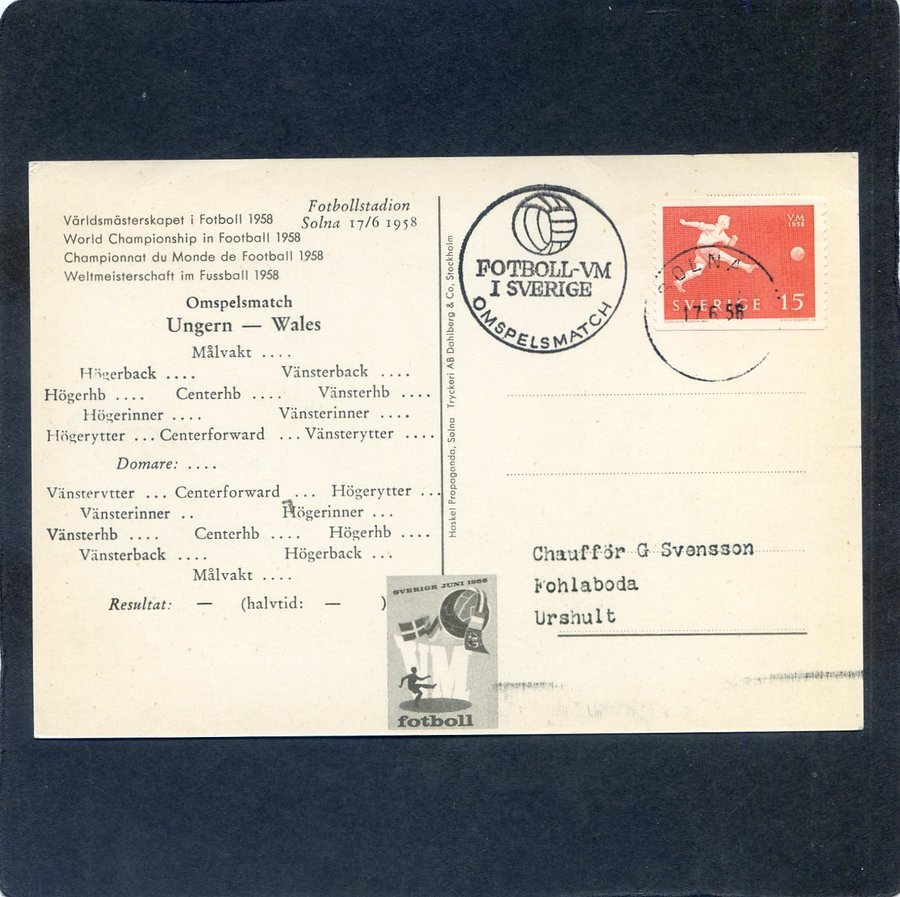 Fotbollstadion
Solna 17/6 1958
Världsmästerskapet i Fotboll 1958
World Championship in Football 1958
Championnat du Monde de Football 1958
Weltmeisterschaft im Fussball 1958
Omspelsmatch
Ungern — Wales
Målvakt ....
Högerback .... Vänsterback ....
Högerhb .... Centerhb .... Vänsterhb ....
Högerinner .... Vänsterinner ....
Högerytter ... Centerforward ... Vänsterytter ....
Domare: ....
Vänsterytter ... Centerforward ... Högerytter ...
Vänsterinner .. Högerinner ...
Vänsterhb .... Centerhb .... Högerhb ....
Vänsterback .... Högerback ...
Målvakt ....
Resultat: — (halvtid: — )
Haskel Propaganda, Solna Tryckeri AB Dahlberg & Co, Stockholm
SVERIGE JUNI 1958
VM
fotboll
FOTBOLL-VM
I SVERIGE
OMSPELSMATCH
VM
1958
SVERIGE 15
SOLNA
17.6.58
Chaufför G Svensson
Fohlaboda
Urshult